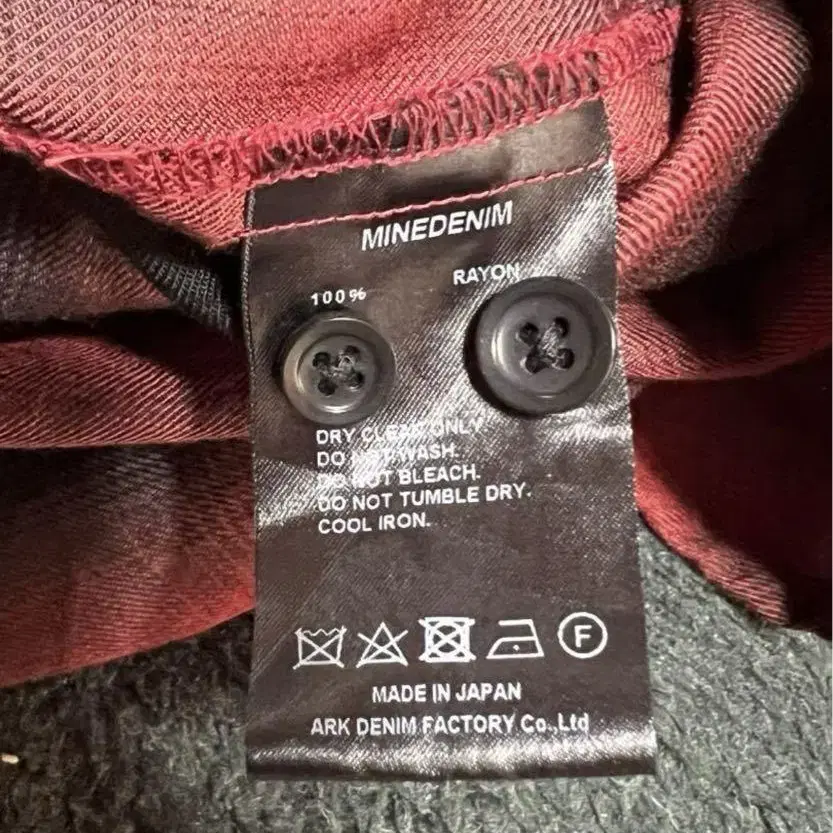 MINEDENIM
100% RAYON
DRY CLEAN ONLY
DO NOT WASH.
DO NOT BLEACH.
DO NOT TUMBLE DRY.
COOL IRON.
F
MADE IN JAPAN
ARK DENIM FACTORY Co.,Ltd